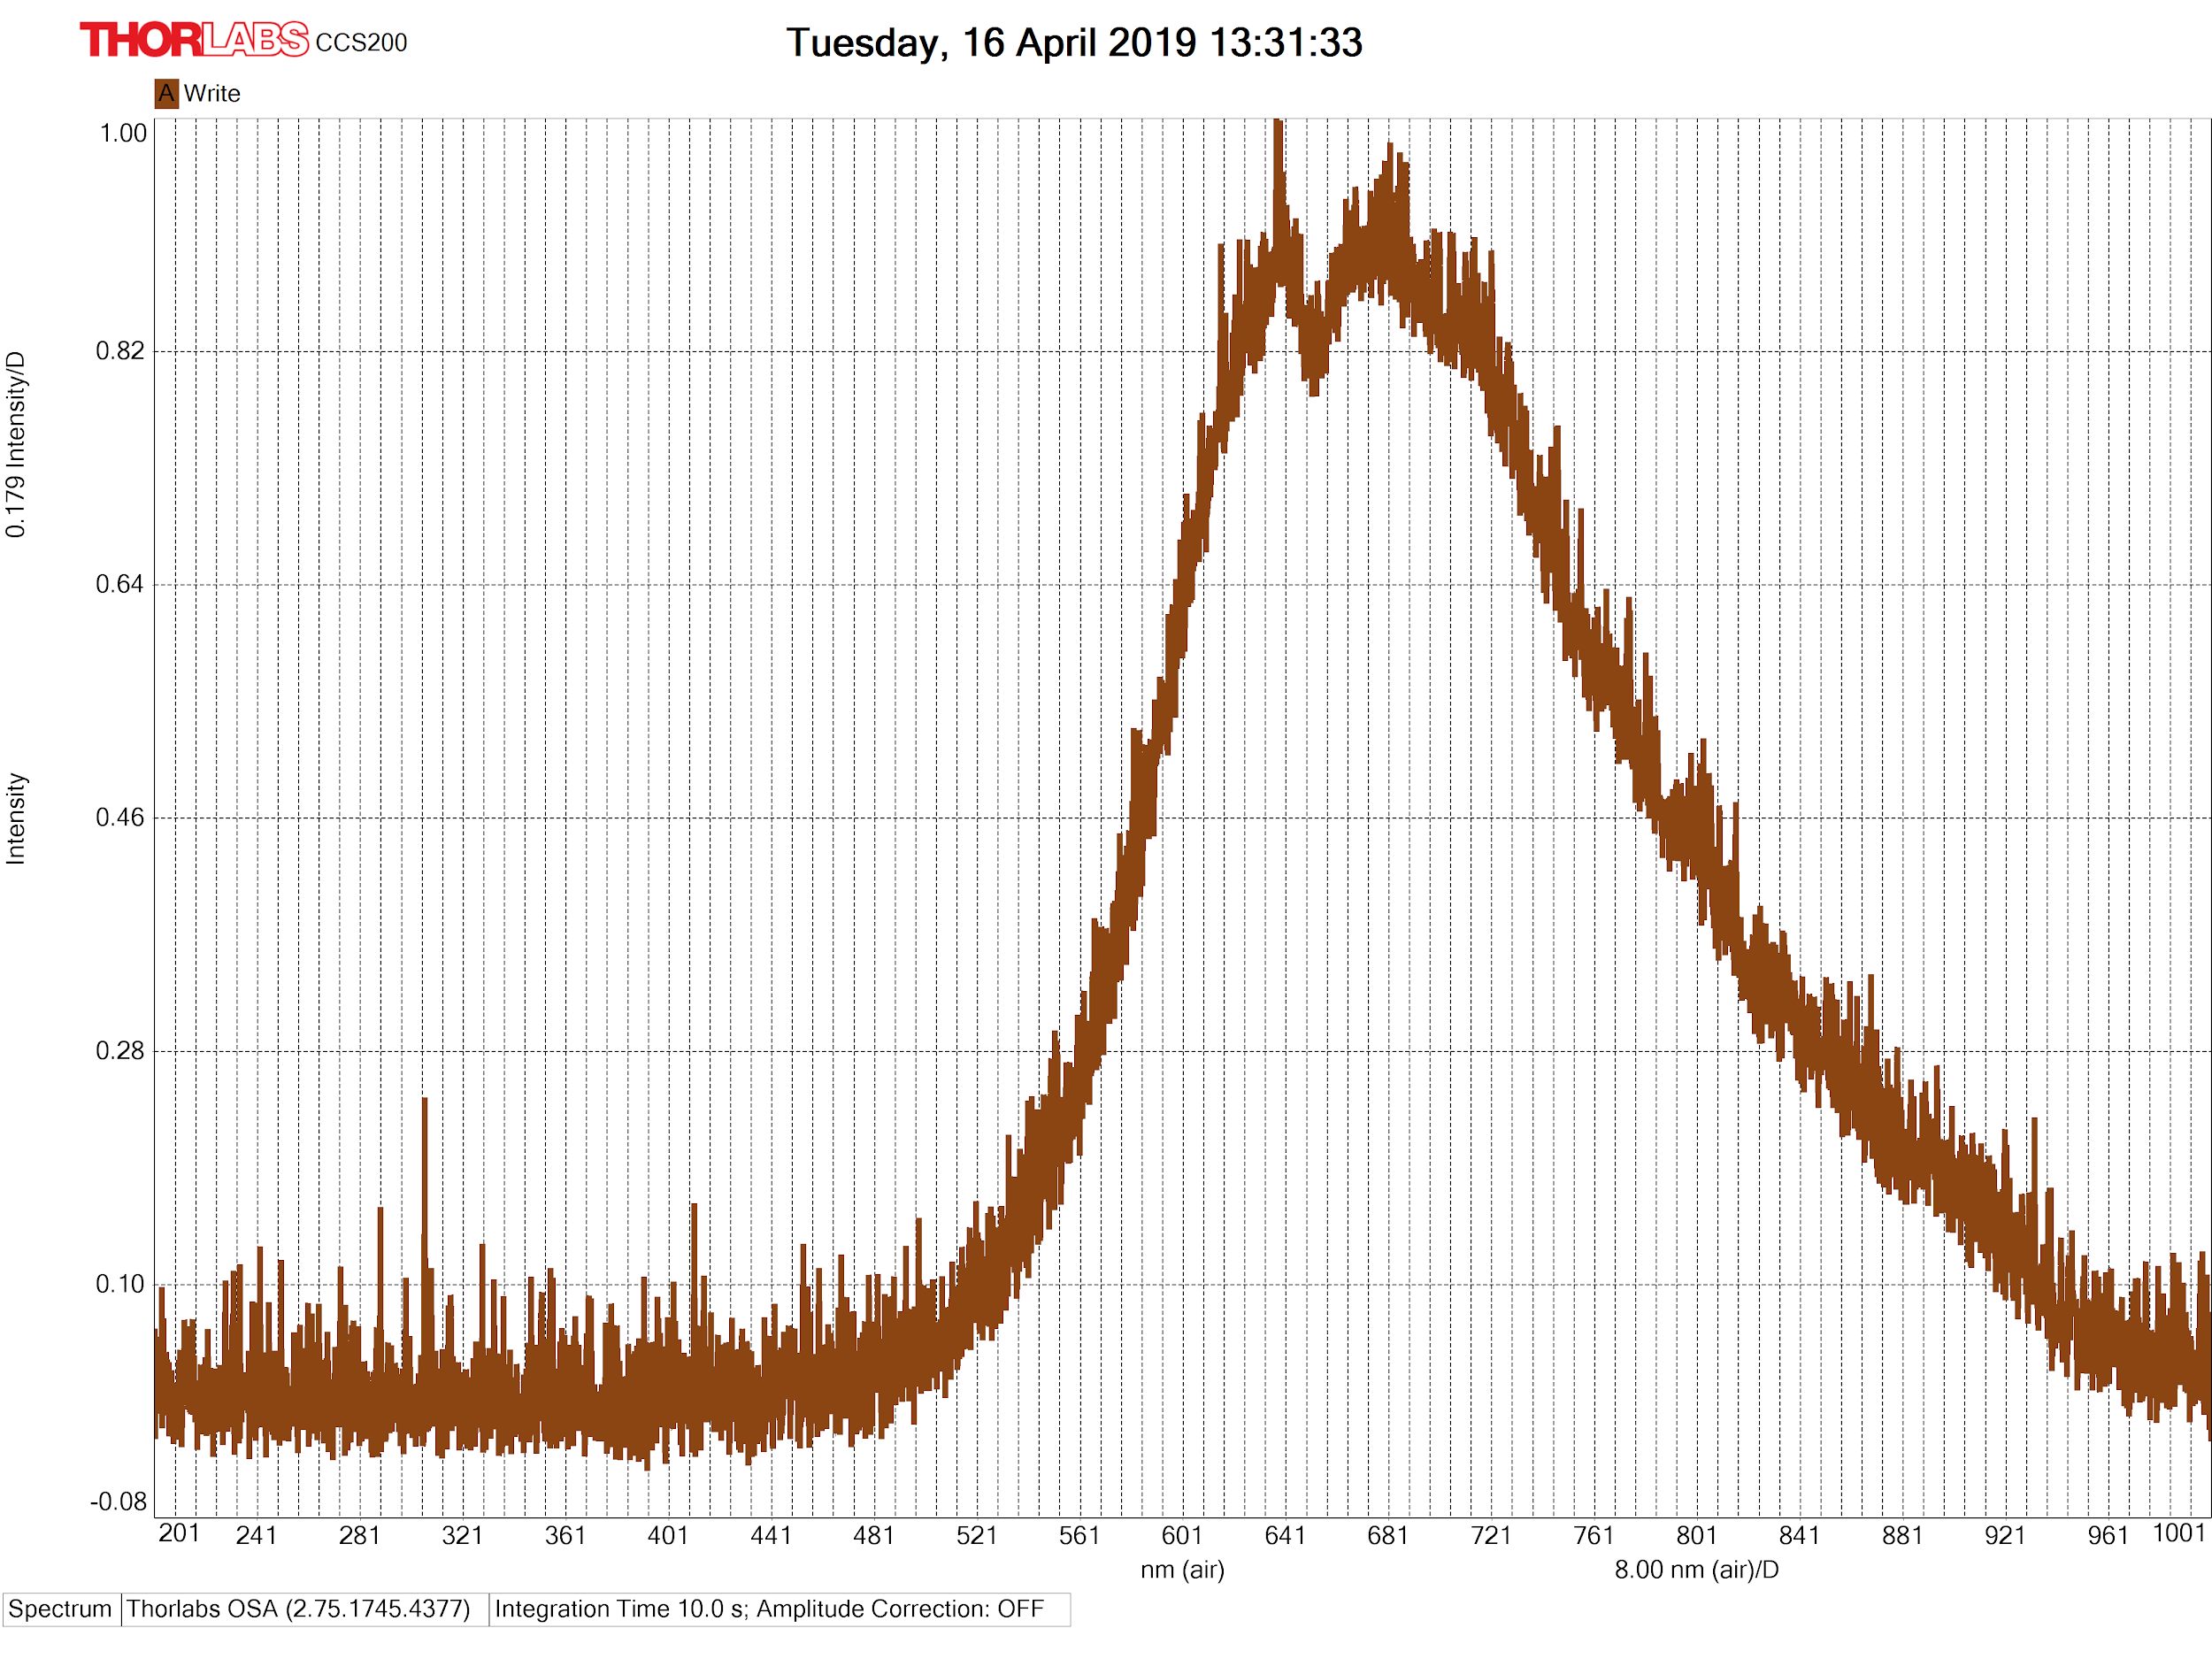 THORLABS CCS200
Tuesday, 16 April 2019 13:31:33
A Write
1.00
0.82
0.64
0.46
0.28
0.10
-0.08
0.179 Intensity/D
Intensity
201 241 281 321 361 401 441 481 521 561 601 641 681 721 761 801 841 881 921 961 1001
nm (air) 8.00 nm (air)/D
Spectrum Thorlabs OSA (2.75.1745.4377) Integration Time 10.0 s; Amplitude Correction: OFF